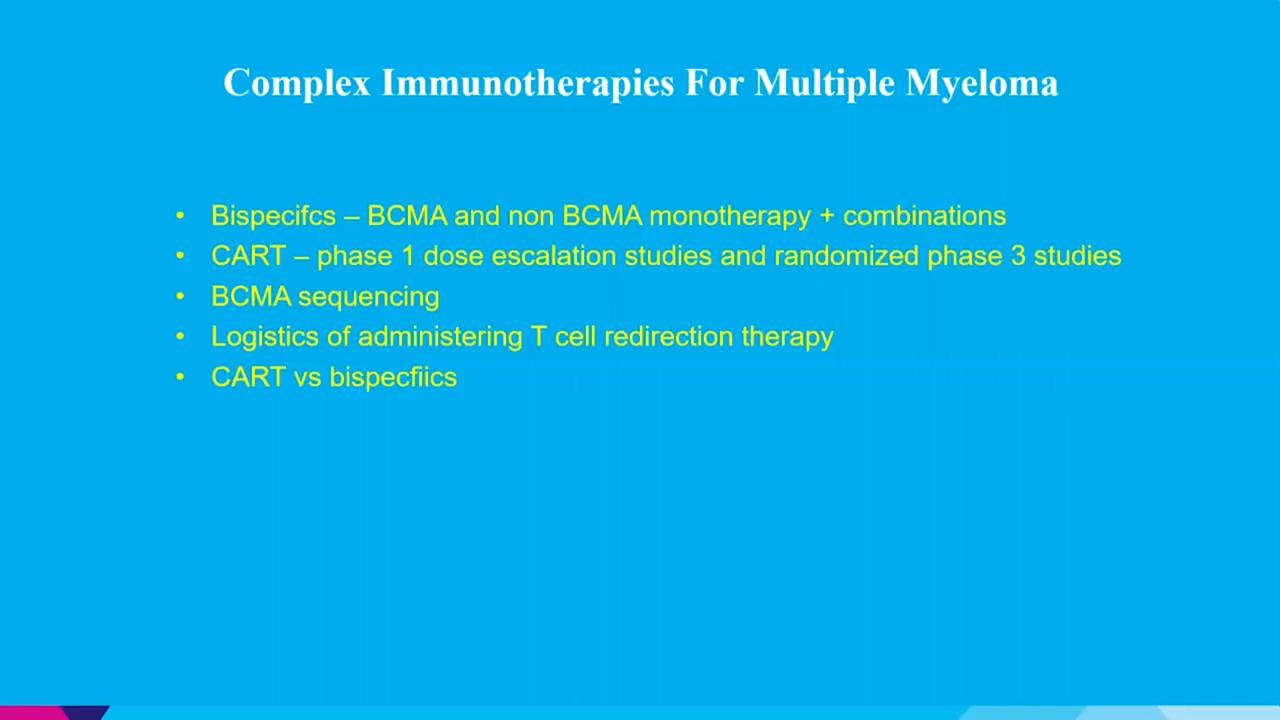 Complex Immunotherapies For Multiple Myeloma
• Bispecifcs – BCMA and non BCMA monotherapy + combinations
• CART – phase 1 dose escalation studies and randomized phase 3 studies
• BCMA sequencing
• Logistics of administering T cell redirection therapy
• CART vs bispecfiics